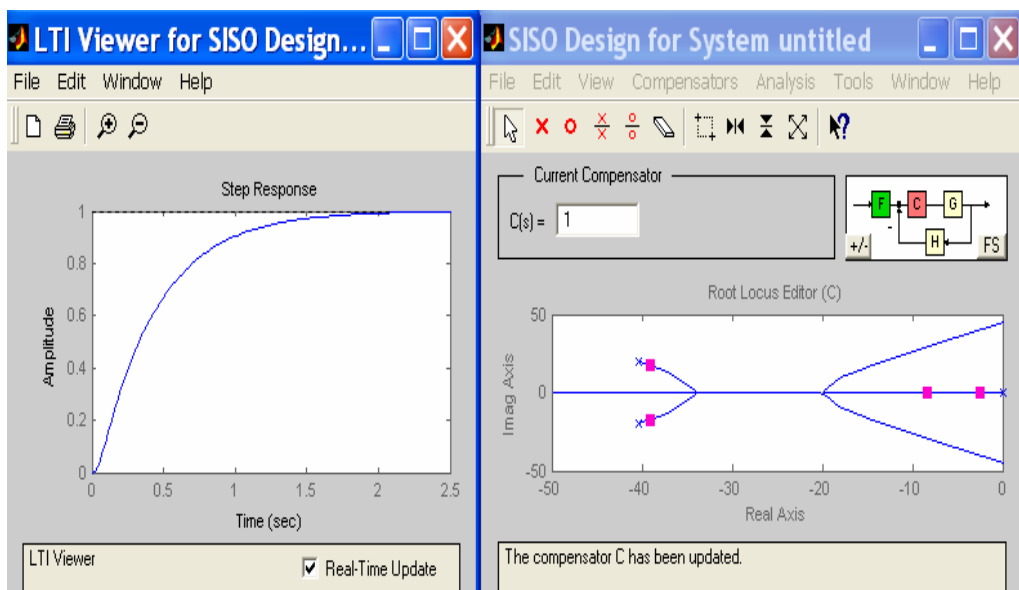 LTI Viewer for SISO Design...
File Edit Window Help
Step Response
Amplitude
1
0.8
0.6
0.4
0.2
0
0 0.5 1 1.5 2 2.5
Time (sec)
LTI Viewer
Real-Time Update
SISO Design for System untitled
File Edit View Compensators Analysis Tools Window Help
Current Compensator
C(s) = 1
F C G
-
H
+/- FS
Root Locus Editor (C)
Imag Axis
50
0
-50
-50 -40 -30 -20 -10 0
Real Axis
The compensator C has been updated.